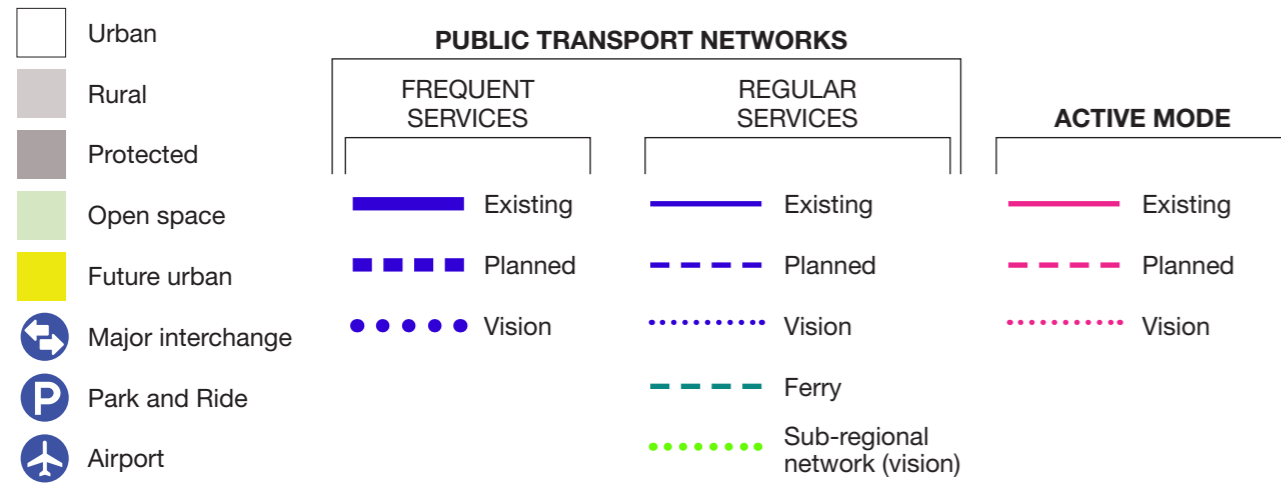 Urban
Rural
Protected
Open space
Future urban
Major interchange
P
Park and Ride
Airport
PUBLIC TRANSPORT NETWORKS
FREQUENT
SERVICES
Existing
Planned
Vision
REGULAR
SERVICES
Existing
Planned
Vision
Ferry
Sub-regional
network (vision)
ACTIVE MODE
Existing
Planned
Vision